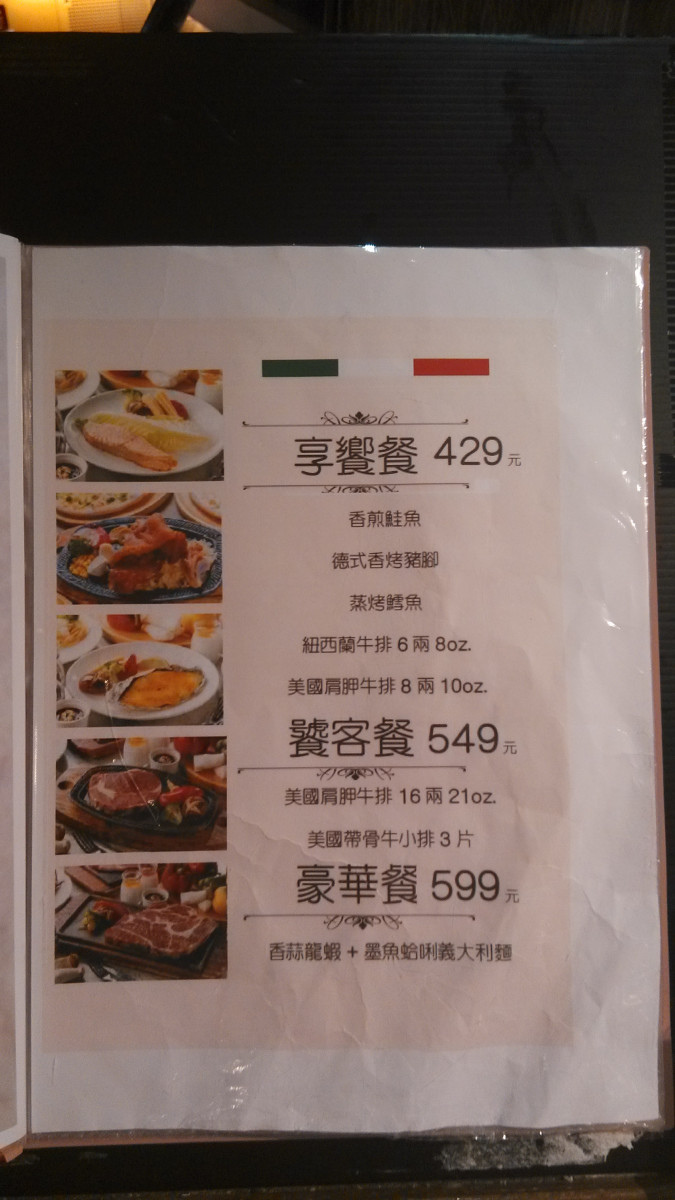 享饗餐 429元
香煎鮭魚
德式香烤豬腳
蒸烤鱈魚
紐西蘭牛排 6 兩 8oz.
美國肩胛牛排 8 兩 10oz.
饕客餐 549元
美國肩胛牛排 16 兩 21oz.
美國帶骨牛小排 3 片
豪華餐 599元
香蒜龍蝦 + 墨魚蛤唎義大利麵